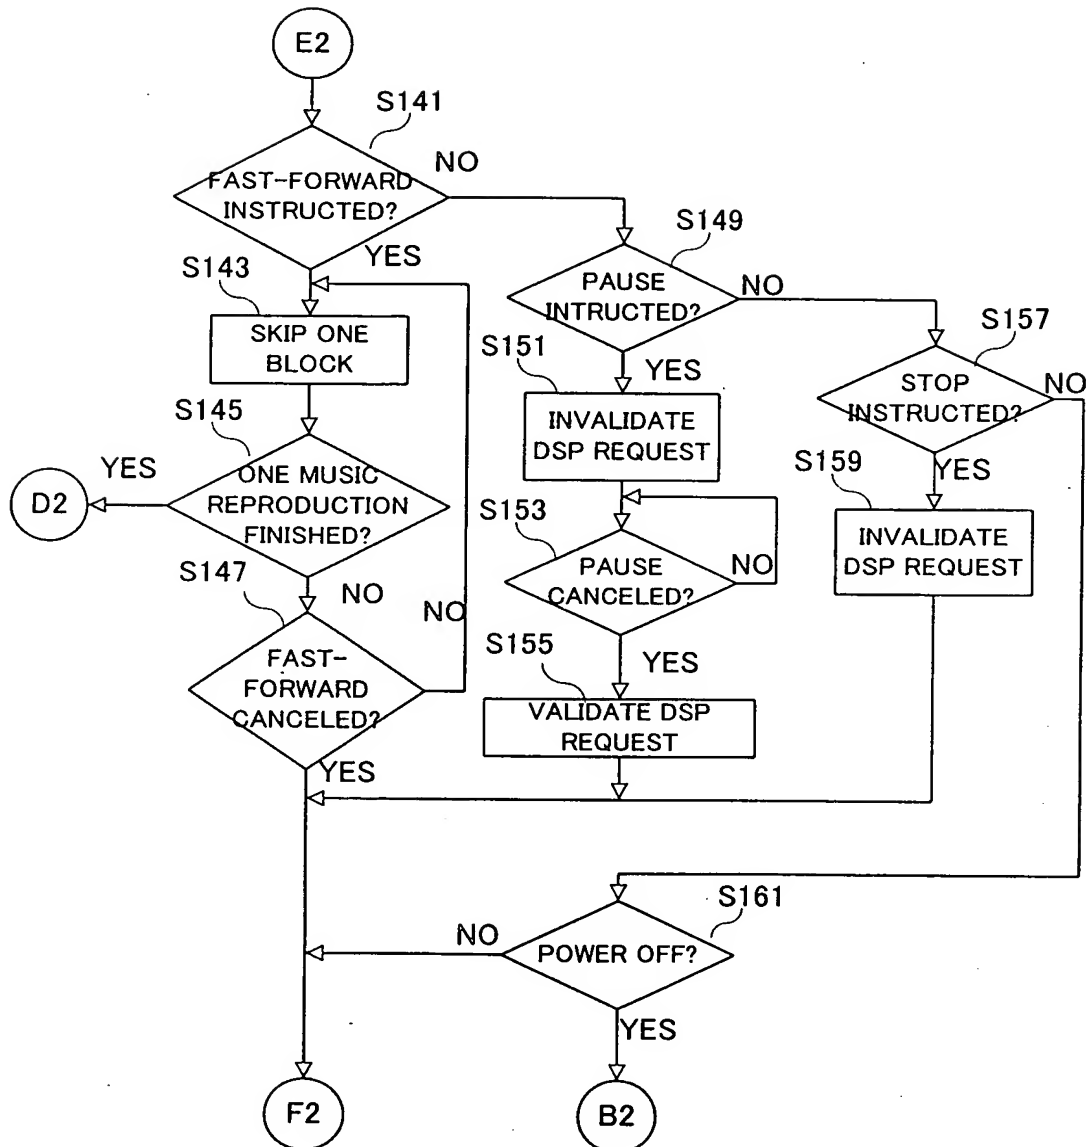 E2
S141
FAST-FORWARD
INSTRUCTED?
NO
YES
S143
SKIP ONE
BLOCK
S145
ONE MUSIC
REPRODUCTION
FINISHED?
YES
D2
NO
S147
FAST-
FORWARD
CANCELED?
NO
YES
S149
PAUSE
INTRUCTED?
NO
YES
S151
INVALIDATE
DSP REQUEST
S153
PAUSE
CANCELED?
NO
YES
S155
VALIDATE DSP
REQUEST
S157
STOP
INSTRUCTED?
NO
YES
S159
INVALIDATE
DSP REQUEST
S161
POWER OFF?
NO
YES
F2
B2